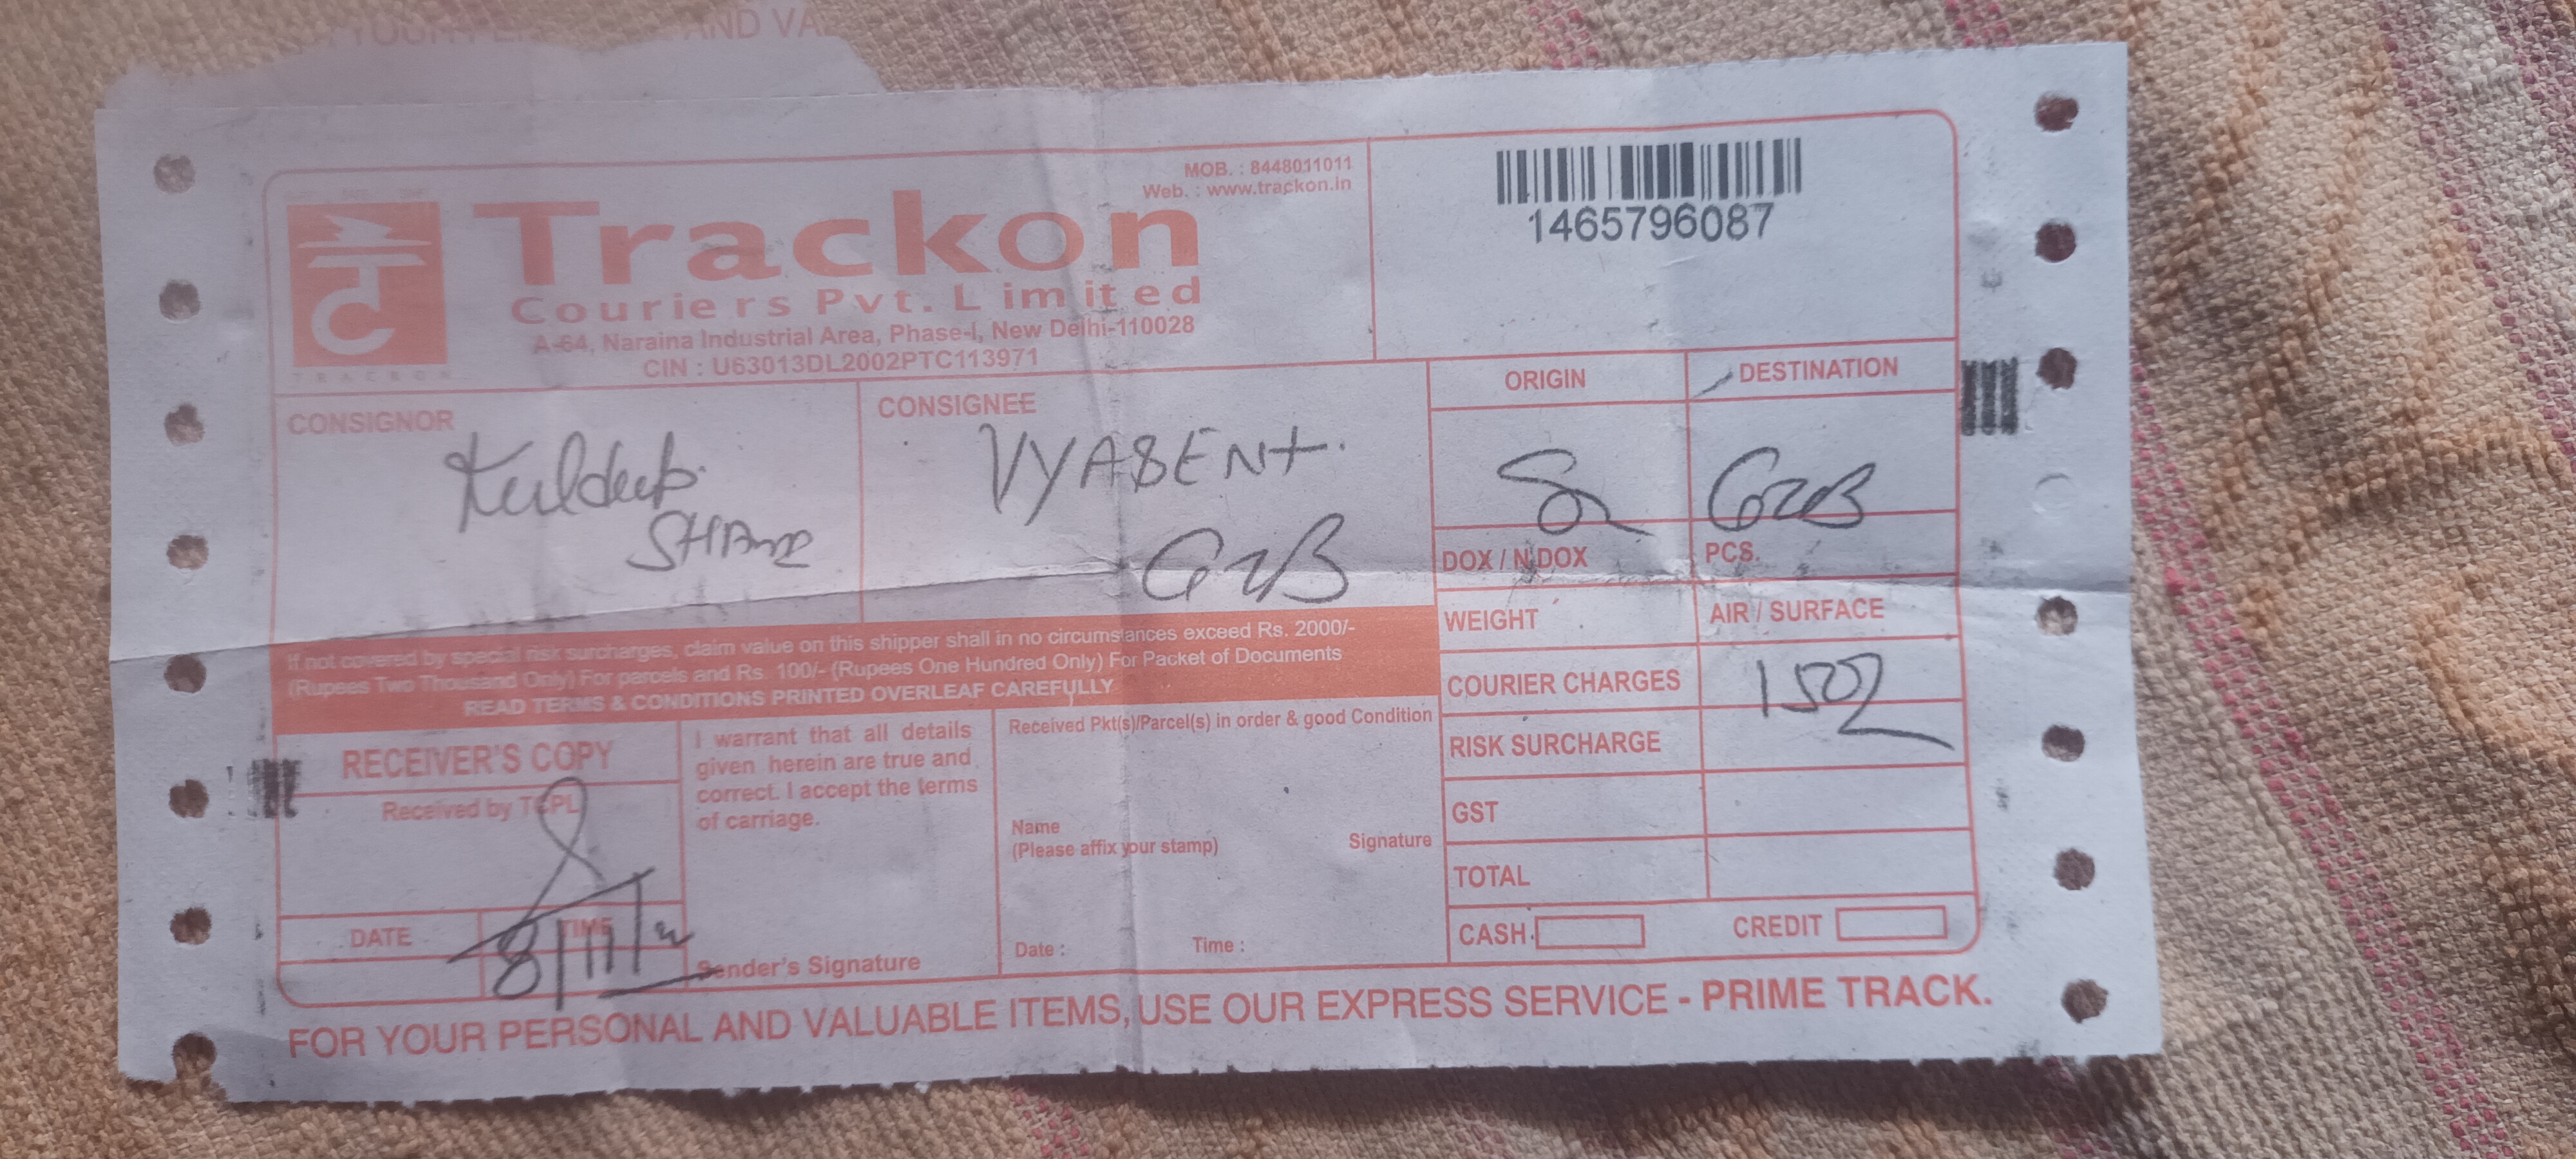 YOUR PE AND VAL
MOB. : 8448011011
Web. : www.trackon.in
Trackon
Couriers Pvt. Limited
A-64, Naraina Industrial Area, Phase-I, New Delhi-110028
CIN : U63013DL2002PTC113971
TC
TRACKON
1465796087
CONSIGNOR
Kuldeep
CONSIGNEE
VYASENT.
GZB
ORIGIN
DESTINATION
GZB
DOX / N.DOX
PCS.
WEIGHT
AIR / SURFACE
COURIER CHARGES
RISK SURCHARGE
GST
TOTAL
CASH
CREDIT
If not covered by special risk surcharges, claim value on this shipper shall in no circumstances exceed Rs. 2000/-
(Rupees Two Thousand Only) For parcels and Rs. 100/- (Rupees One Hundred Only) For Packet of Documents
READ TERMS & CONDITIONS PRINTED OVERLEAF CAREFULLY
RECEIVER'S COPY
Received by TCPL
DATE
TIME
8/11/
I warrant that all details
given herein are true and
correct. I accept the terms
of carriage.
Sender's Signature
Received Pkt(s)/Parcel(s) in order & good Condition
Name
(Please affix your stamp)
Signature
Date :
Time :
FOR YOUR PERSONAL AND VALUABLE ITEMS, USE OUR EXPRESS SERVICE - PRIME TRACK.